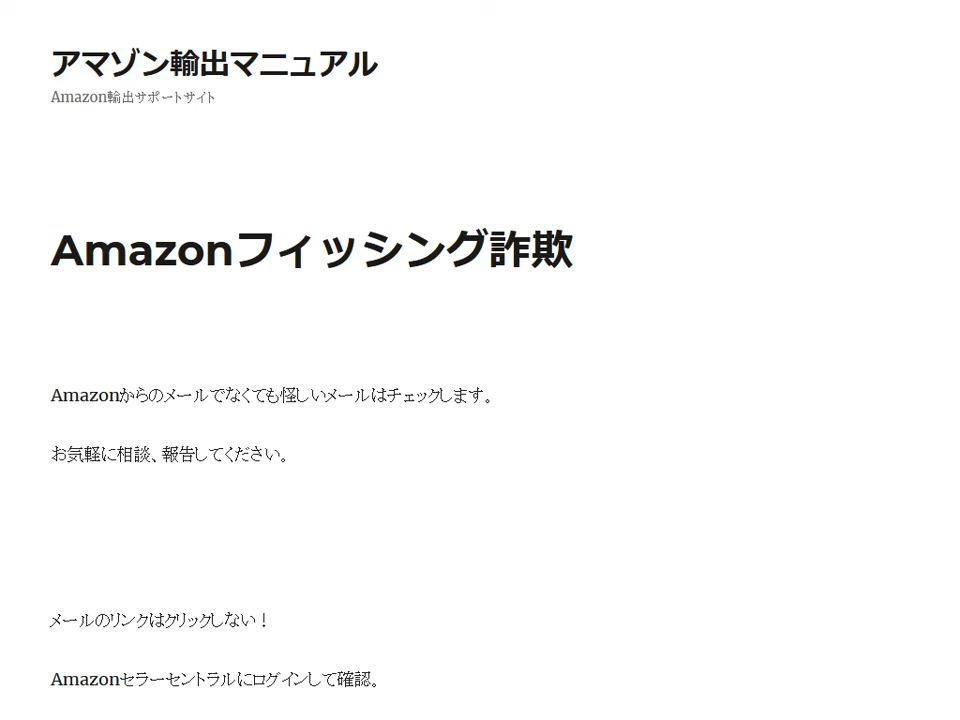 アマゾン輸出マニュアル
Amazon輸出サポートサイト
Amazonフィッシング詐欺
Amazonからのメールでなくても怪しいメールはチェックします。
お気軽に相談、報告してください。
メールのリンクはクリックしない！
Amazonセラーセントラルにログインして確認。